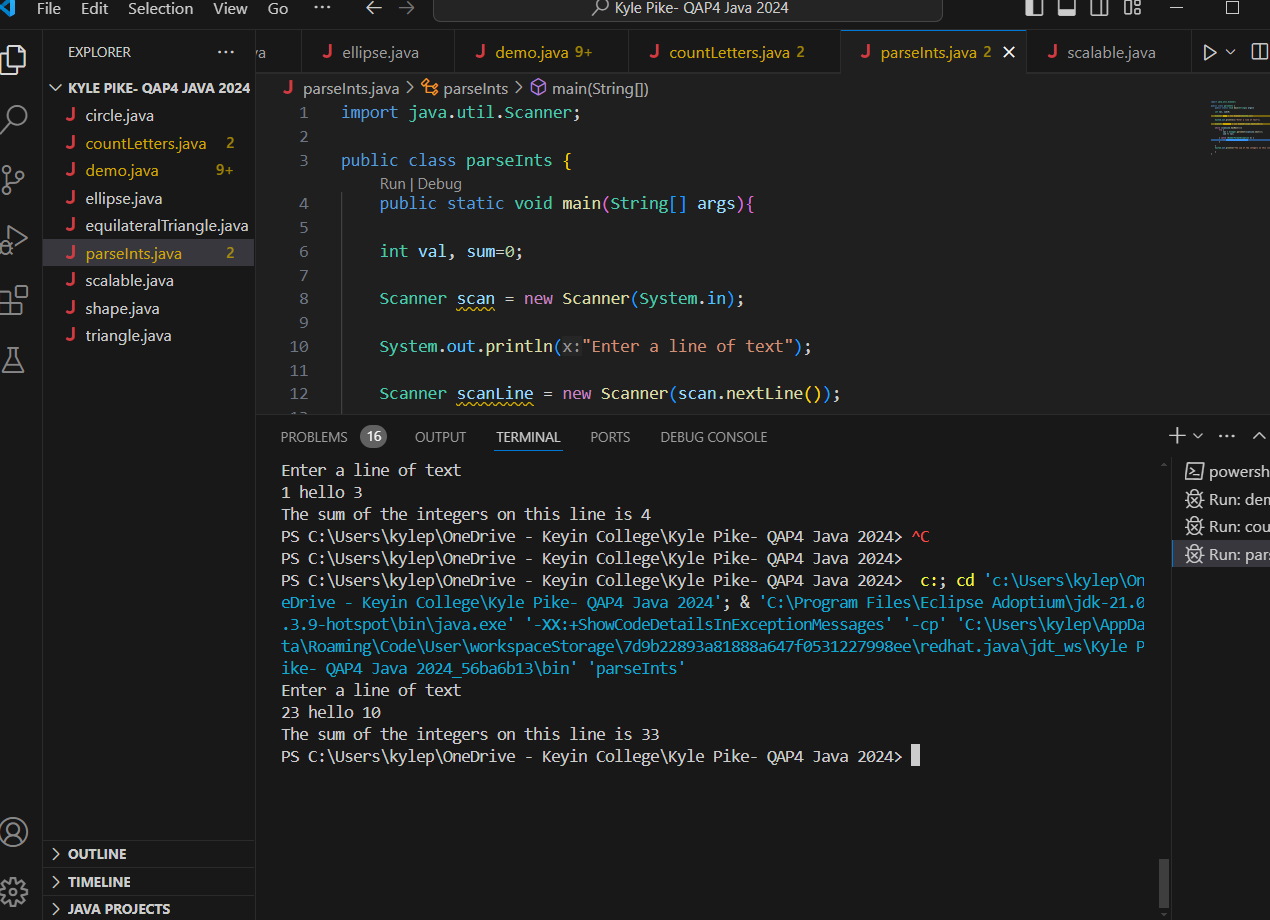 File Edit Selection View Go ··· Kyle Pike- QAP4 Java 2024
EXPLORER ···
KYLE PIKE- QAP4 JAVA 2024
circle.java
countLetters.java 2
demo.java 9+
ellipse.java
equilateralTriangle.java
parseInts.java 2
scalable.java
shape.java
triangle.java
OUTLINE
TIMELINE
JAVA PROJECTS
va ellipse.java demo.java 9+ countLetters.java 2 parseInts.java 2 scalable.java
parseInts.java > parseInts > main(String[])
1 import java.util.Scanner;
2
3 public class parseInts {
Run | Debug
4 public static void main(String[] args){
5
6 int val, sum=0;
7
8 Scanner scan = new Scanner(System.in);
9
10 System.out.println(x:"Enter a line of text");
11
12 Scanner scanLine = new Scanner(scan.nextLine());
PROBLEMS 16 OUTPUT TERMINAL PORTS DEBUG CONSOLE
Enter a line of text
1 hello 3
The sum of the integers on this line is 4
PS C:\Users\kylep\OneDrive - Keyin College\Kyle Pike- QAP4 Java 2024> ^C
PS C:\Users\kylep\OneDrive - Keyin College\Kyle Pike- QAP4 Java 2024>
PS C:\Users\kylep\OneDrive - Keyin College\Kyle Pike- QAP4 Java 2024> c:; cd 'c:\Users\kylep\On
eDrive - Keyin College\Kyle Pike- QAP4 Java 2024'; & 'C:\Program Files\Eclipse Adoptium\jdk-21.0
.3.9-hotspot\bin\java.exe' '-XX:+ShowCodeDetailsInExceptionMessages' '-cp' 'C:\Users\kylep\AppDa
ta\Roaming\Code\User\workspaceStorage\7d9b22893a81888a647f0531227998ee\redhat.java\jdt_ws\Kyle P
ike- QAP4 Java 2024_56ba6b13\bin' 'parseInts'
Enter a line of text
23 hello 10
The sum of the integers on this line is 33
PS C:\Users\kylep\OneDrive - Keyin College\Kyle Pike- QAP4 Java 2024>
powersh
Run: den
Run: cou
Run: pars